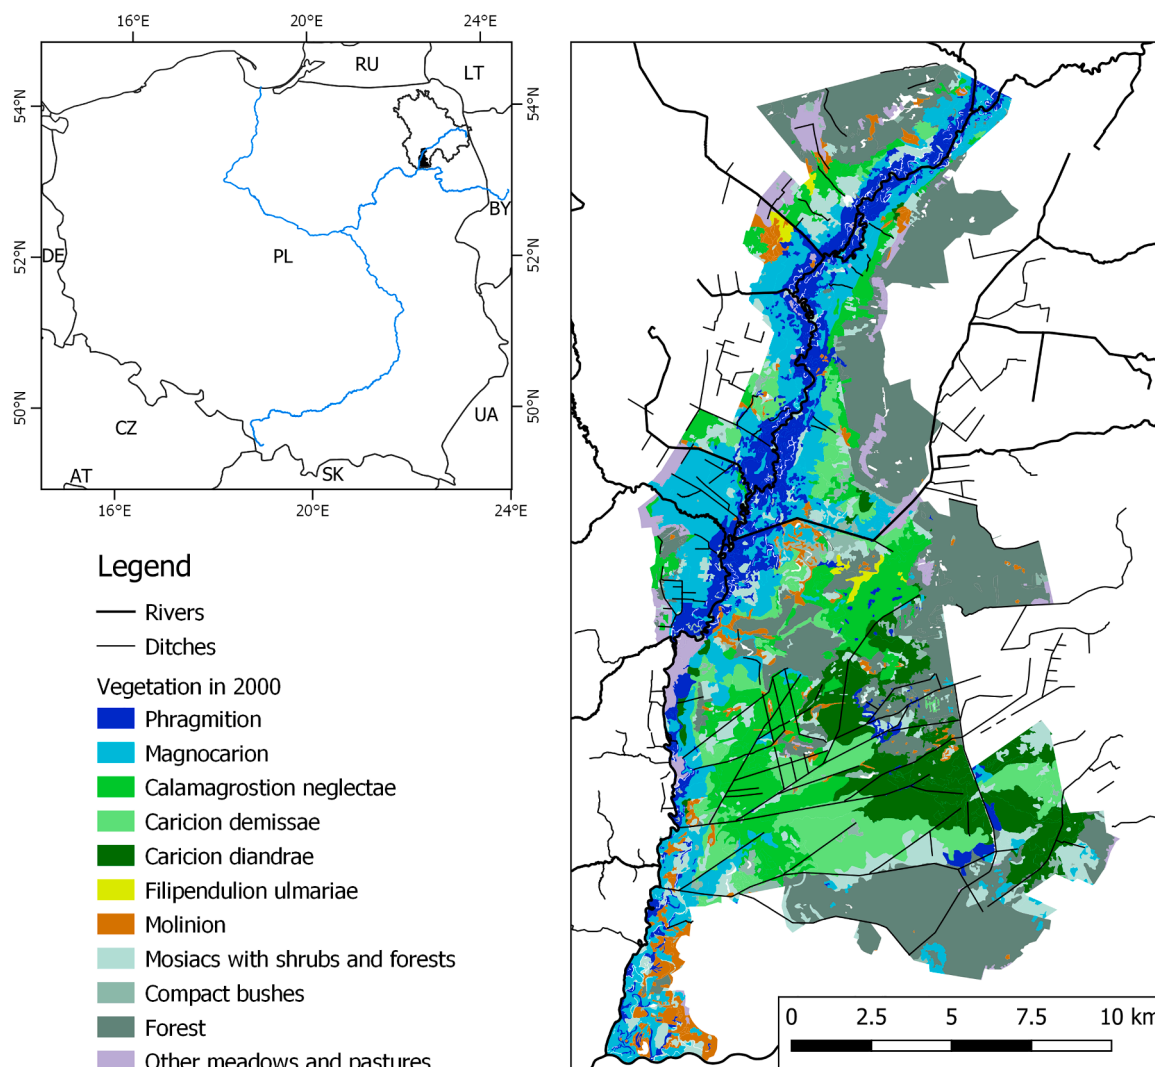 16°E 20°E 24°E
RU
LT
54°N 54°N
BY
52°N DE PL 52°N
50°N 50°N
CZ UA
AT SK
16°E 20°E 24°E
Legend
Rivers
Ditches
Vegetation in 2000
Phragmition
Magnocarion
Calamagrostion neglectae
Caricion demissae
Caricion diandrae
Filipendulion ulmariae
Molinion
Mosiacs with shrubs and forests
Compact bushes
Forest
Other meadows and pastures
0 2.5 5 7.5 10 km